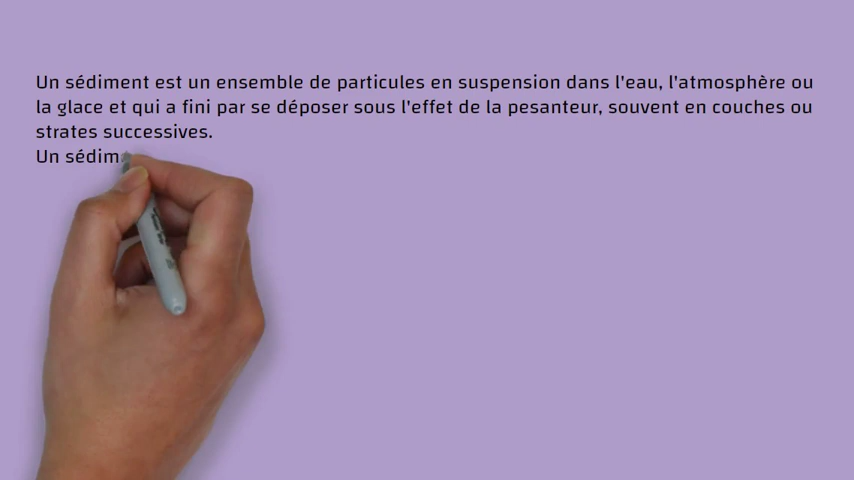 Un sédiment est un ensemble de particules en suspension dans l'eau, l'atmosphère ou
la glace et qui a fini par se déposer sous l'effet de la pesanteur, souvent en couches ou
strates successives.
Un sédim